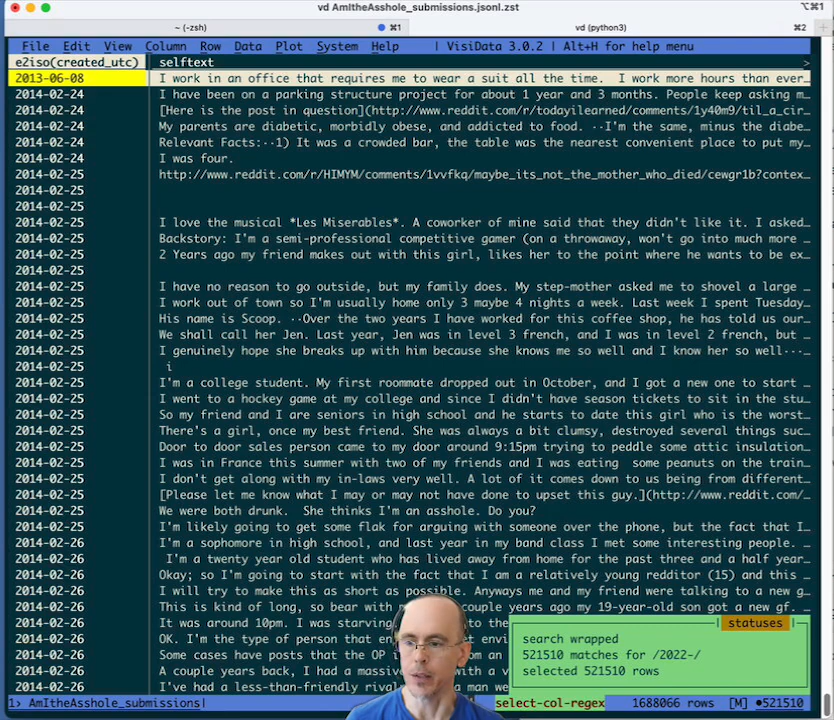 vd AmItheAsshole_submissions.jsonl.zst
⌥⌘1
~ (-zsh)
⌘1
vd (python3)
⌘2
File Edit View Column Row Data Plot System Help | VisiData 3.0.2 | Alt+H for help menu
e2iso(created_utc) selftext >
2013-06-08 I work in an office that requires me to wear a suit all the time.  I work more hours than ever…
2014-02-24 I have been on a parking structure project for about 1 year and 3 months. People keep asking m…
2014-02-24 [Here is the post in question](http://www.reddit.com/r/todayilearned/comments/1y40m9/til_a_cir…
2014-02-24 My parents are diabetic, morbidly obese, and addicted to food. ··I'm the same, minus the diabe…
2014-02-24 Relevant Facts:··1) It was a crowded bar, the table was the nearest convenient place to put my…
2014-02-24 I was four.
2014-02-25 http://www.reddit.com/r/HIMYM/comments/1vvfkq/maybe_its_not_the_mother_who_died/cewgr1b?contex…
2014-02-25
2014-02-25
2014-02-25 I love the musical *Les Miserables*. A coworker of mine said that they didn't like it. I asked…
2014-02-25 Backstory: I'm a semi-professional competitive gamer (on a throwaway, won't go into much more …
2014-02-25 2 Years ago my friend makes out with this girl, likes her to the point where he wants to be ex…
2014-02-25
2014-02-25 I have no reason to go outside, but my family does. My step-mother asked me to shovel a large …
2014-02-25 I work out of town so I'm usually home only 3 maybe 4 nights a week. Last week I spent Tuesday…
2014-02-25 His name is Scoop. ··Over the two years I have worked for this coffee shop, he has told us our…
2014-02-25 We shall call her Jen. Last year, Jen was in level 3 french, and I was in level 2 french, but …
2014-02-25 I genuinely hope she breaks up with him because she knows me so well and I know her so well···…
2014-02-25 i
2014-02-25 I'm a college student. My first roommate dropped out in October, and I got a new one to start …
2014-02-25 I went to a hockey game at my college and since I didn't have season tickets to sit in the stu…
2014-02-25 So my friend and I are seniors in high school and he starts to date this girl who is the worst…
2014-02-25 There's a girl, once my best friend. She was always a bit clumsy, destroyed several things suc…
2014-02-25 Door to door sales person came to my door around 9:15pm trying to peddle some attic insulation…
2014-02-25 I was in France this summer with two of my friends and I was eating  some peanuts on the train…
2014-02-25 I don't get along with my in-laws very well. A lot of it comes down to us being from different…
2014-02-25 [Please let me know what I may or may not have done to upset this guy.](http://www.reddit.com/…
2014-02-25 We were both drunk.  She thinks I'm an asshole. Do you?
2014-02-25 I'm likely going to get some flak for arguing with someone over the phone, but the fact that I…
2014-02-26 I'm a sophomore in high school, and last year in my band class I met some interesting people. …
2014-02-26 I'm a twenty year old student who has lived away from home for the past three and a half year…
2014-02-26 Okay; so I'm going to start with the fact that I am a relatively young redditor (15) and this …
2014-02-26 I will try to make this as short as possible. Anyways me and my friend were talking to a new g…
2014-02-26 This is kind of long, so bear with couple years ago my 19-year-old son got a new gf.
2014-02-26 It was around 10pm. I was starving to
2014-02-26 OK. I'm the type of person that en envi
2014-02-26 Some cases have posts that the OP om an
2014-02-26 A couple years back, I had a massive with a v
2014-02-26 I've had a less-than-friendly rival a man we
statuses
search wrapped
521510 matches for /2022-/
selected 521510 rows
1› AmItheAsshole_submissions| select-col-regex 1688066 rows [M] •521510